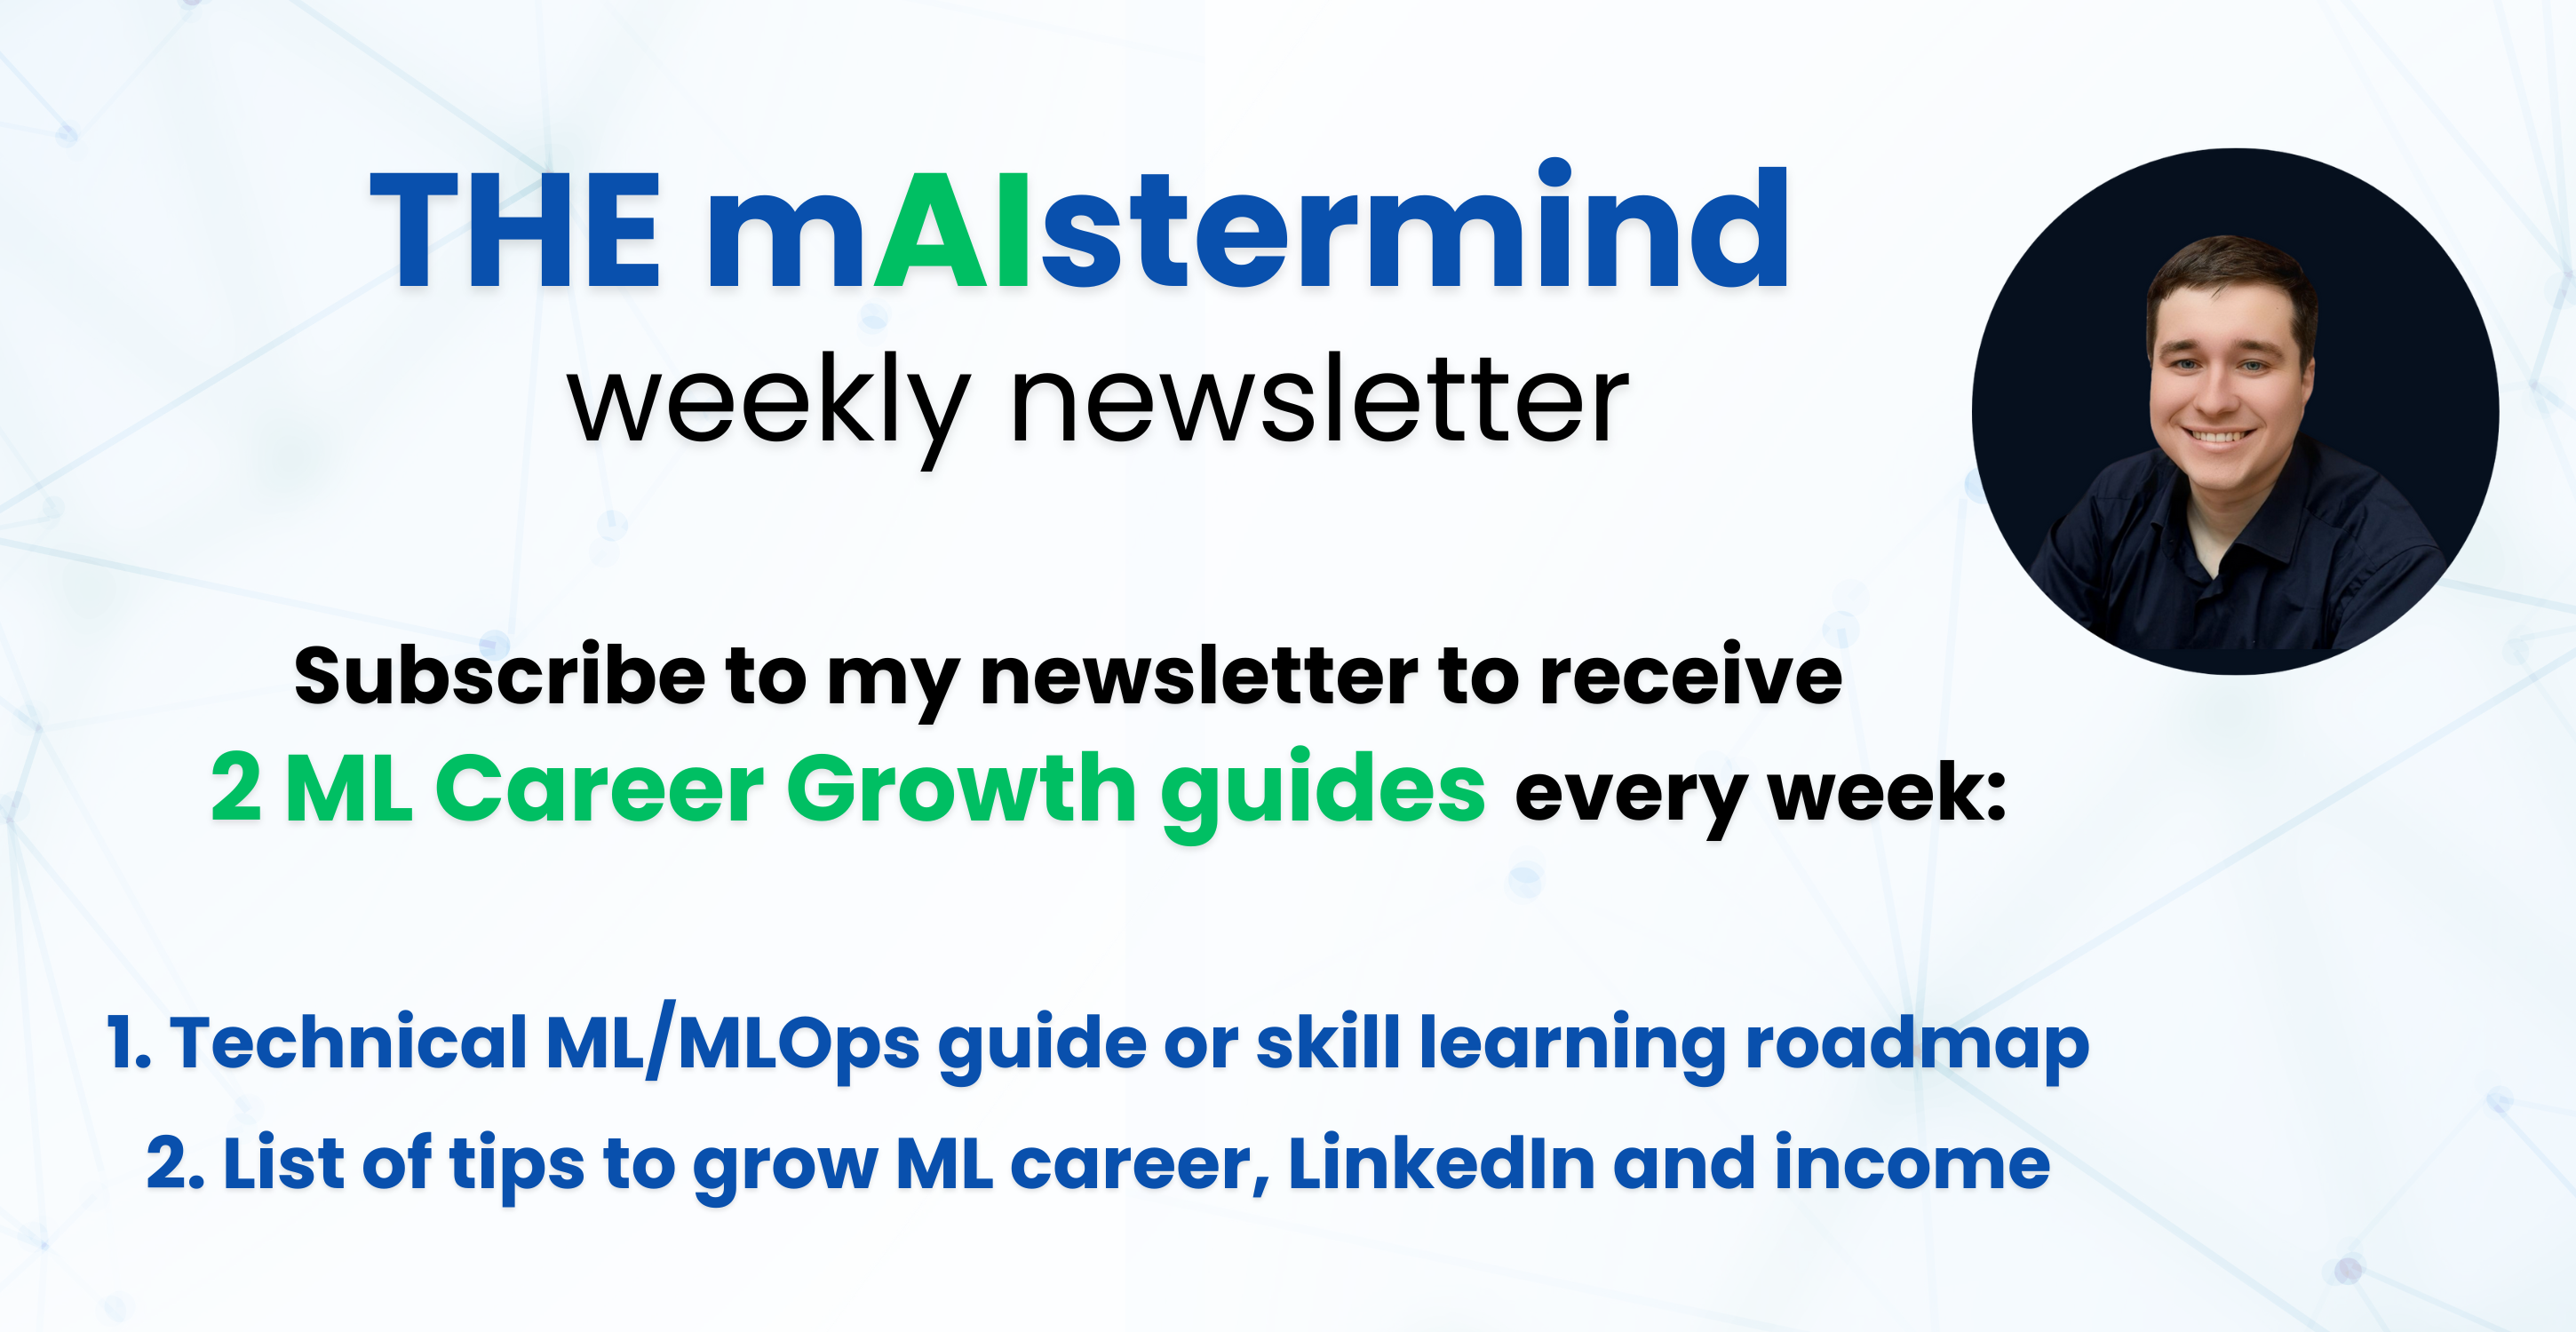 THE mAIstermind
weekly newsletter
Subscribe to my newsletter to receive
2 ML Career Growth guides every week:
1. Technical ML/MLOps guide or skill learning roadmap
2. List of tips to grow ML career, LinkedIn and income